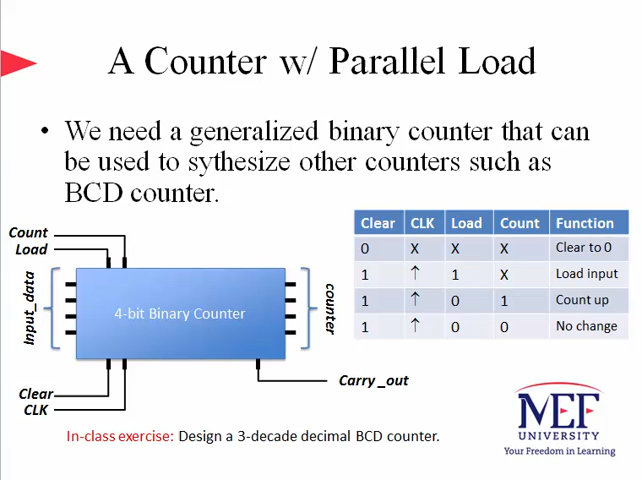 A Counter w/ Parallel Load
• We need a generalized binary counter that can
be used to sythesize other counters such as
BCD counter.
Count
Load
Input_data
4-bit Binary Counter
counter
Clear
CLK
Carry_out
Clear CLK Load Count Function
0 X X X Clear to 0
1 ↑ 1 X Load input
1 ↑ 0 1 Count up
1 ↑ 0 0 No change
In-class exercise: Design a 3-decade decimal BCD counter.
MEF
UNIVERSITY
Your Freedom in Learning